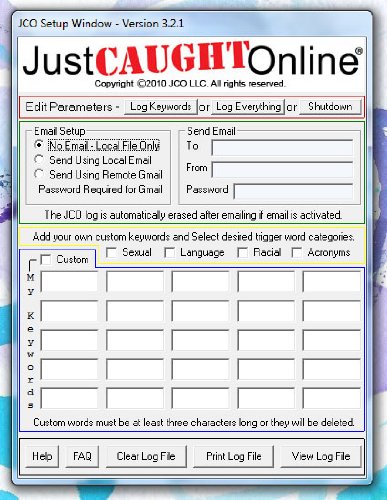 JCO Setup Window - Version 3.2.1
JustCAUGHTOnline®
Copyright ©2010 JCO LLC. All rights reserved.
Edit Parameters - Log Keywords or Log Everything or Shutdown
Email Setup
No Email - Local File Only
Send Using Local Email
Send Using Remote Gmail
Password Required for Gmail
Send Email
To
From
Password
The JCO log is automatically erased after emailing if email is activated.
Add your own custom keywords and Select desired trigger word categories.
Custom Sexual Language Racial Acronyms
My Keywords
Custom words must be at least three characters long or they will be deleted.
Help FAQ Clear Log File Print Log File View Log File